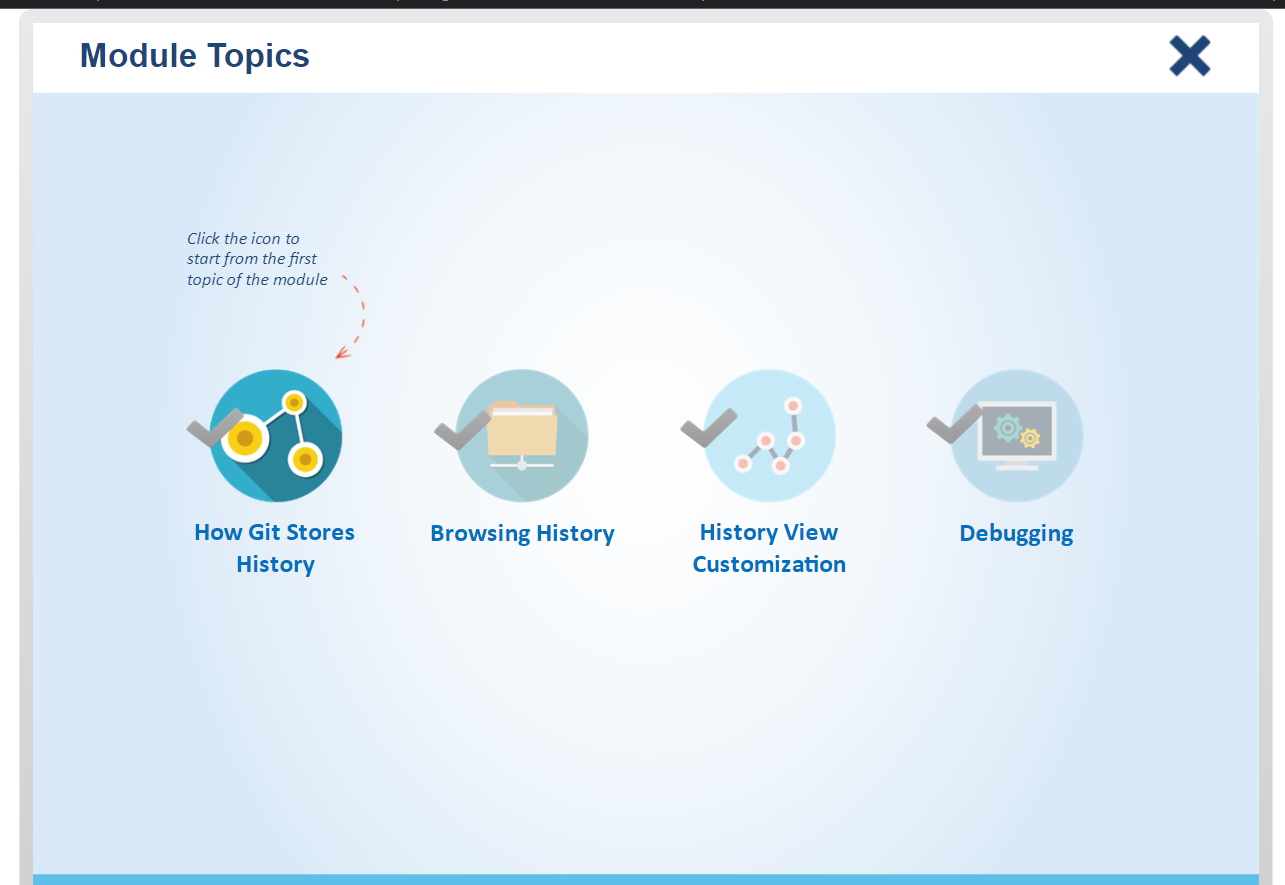 Module Topics
Click the icon to
start from the first
topic of the module
How Git Stores
History
Browsing History
History View
Customization
Debugging